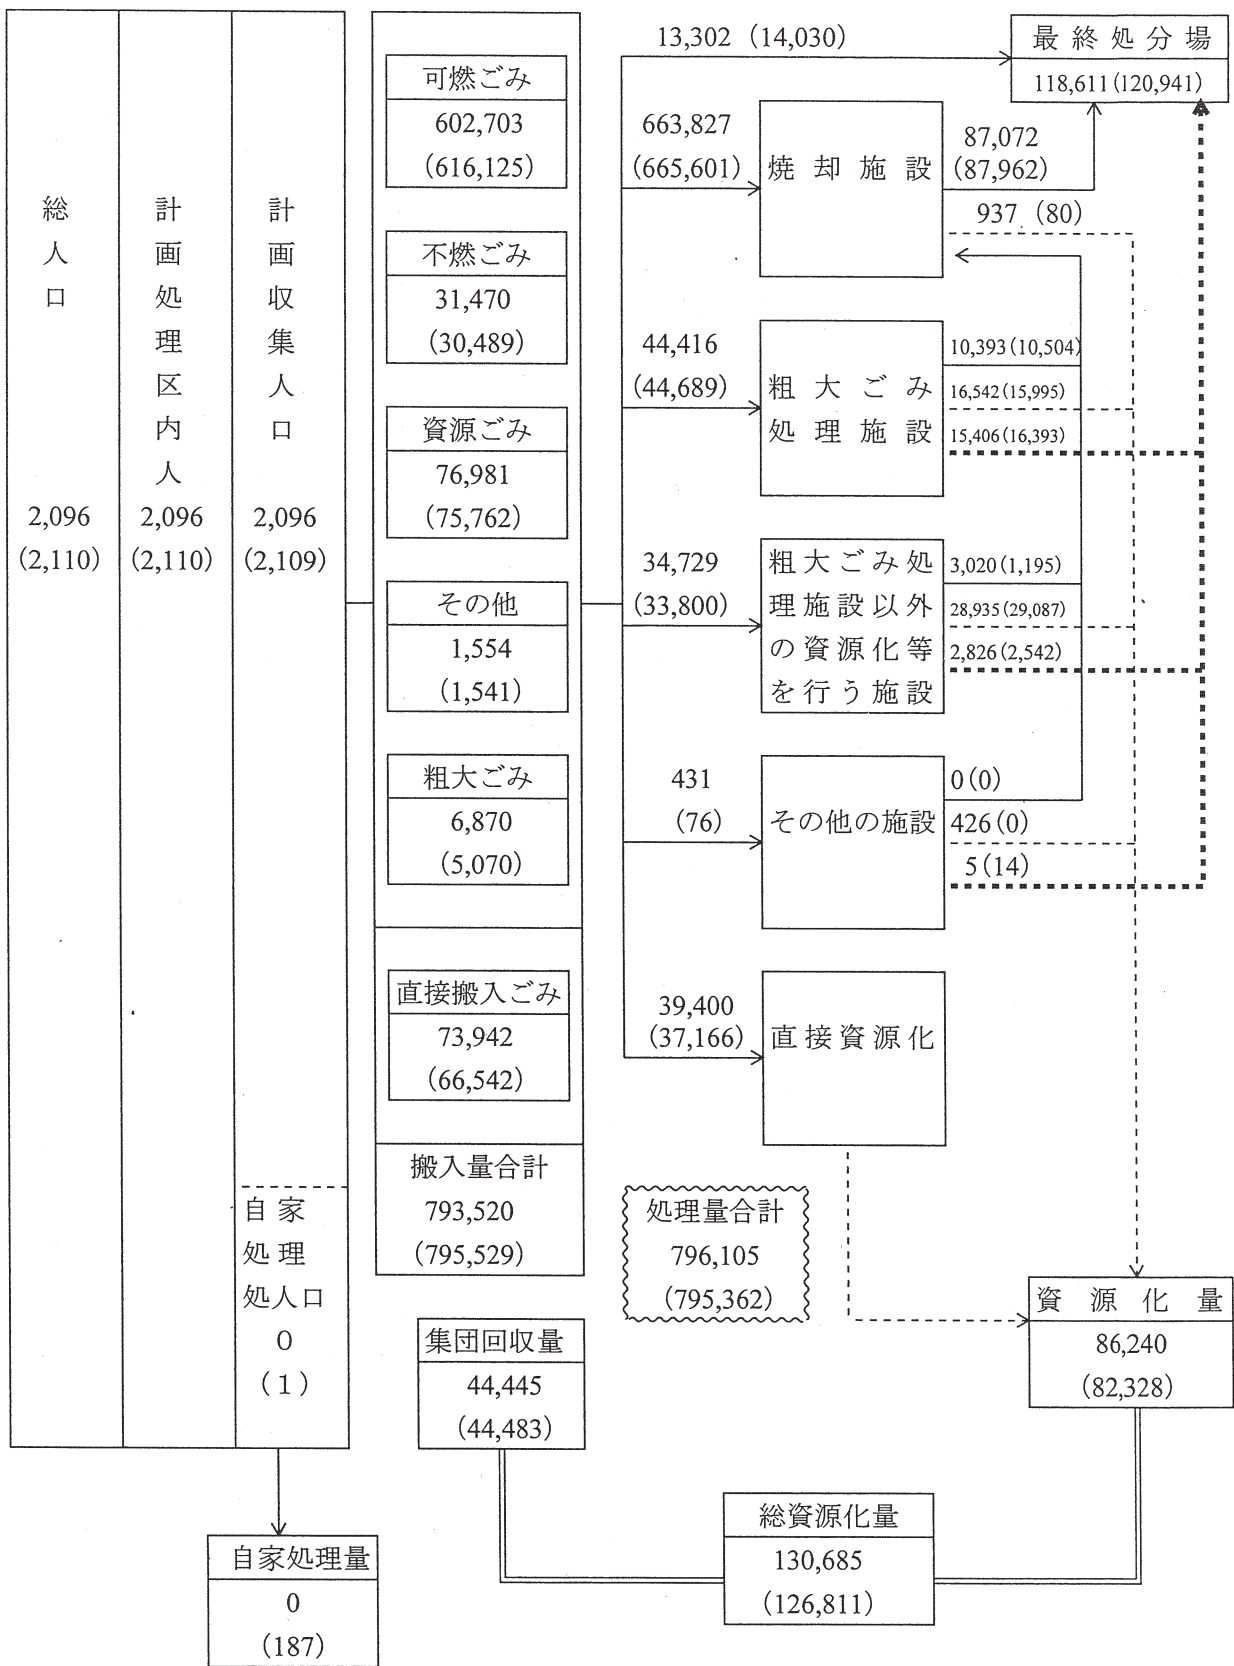 総人口
2,096
(2,110)
計画処理区内人
2,096
(2,110)
計画収集人口
2,096
(2,109)
自家
処理
処人口
0
(1)
自家処理量
0
(187)
可燃ごみ
602,703
(616,125)
不燃ごみ
31,470
(30,489)
資源ごみ
76,981
(75,762)
その他
1,554
(1,541)
粗大ごみ
6,870
(5,070)
直接搬入ごみ
73,942
(66,542)
搬入量合計
793,520
(795,529)
集団回収量
44,445
(44,483)
13,302 (14,030)
663,827
(665,601)
44,416
(44,689)
34,729
(33,800)
431
(76)
39,400
(37,166)
焼却施設
87,072
(87,962)
937 (80)
粗大ごみ
処理施設
10,393(10,504)
16,542(15,995)
15,406(16,393)
粗大ごみ処
理施設以外
の資源化等
を行う施設
3,020(1,195)
28,935(29,087)
2,826(2,542)
その他の施設
0(0)
426(0)
5(14)
直接資源化
処理量合計
796,105
(795,362)
最終処分場
118,611(120,941)
資源化量
86,240
(82,328)
総資源化量
130,685
(126,811)